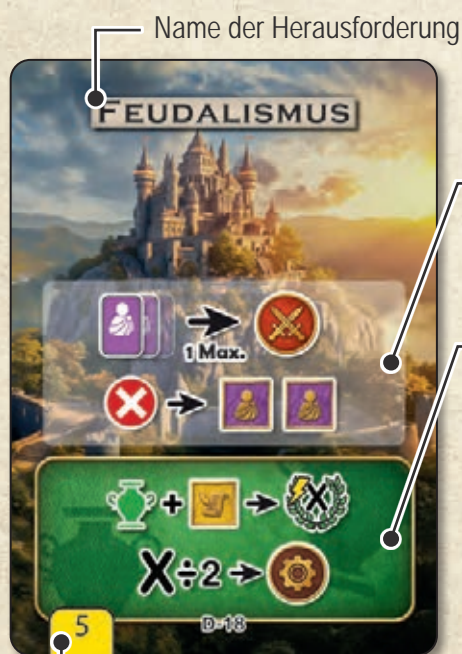 Name der Herausforderung
FEUDALISMUS
1 Max.
+ X
X÷2
5
D-18